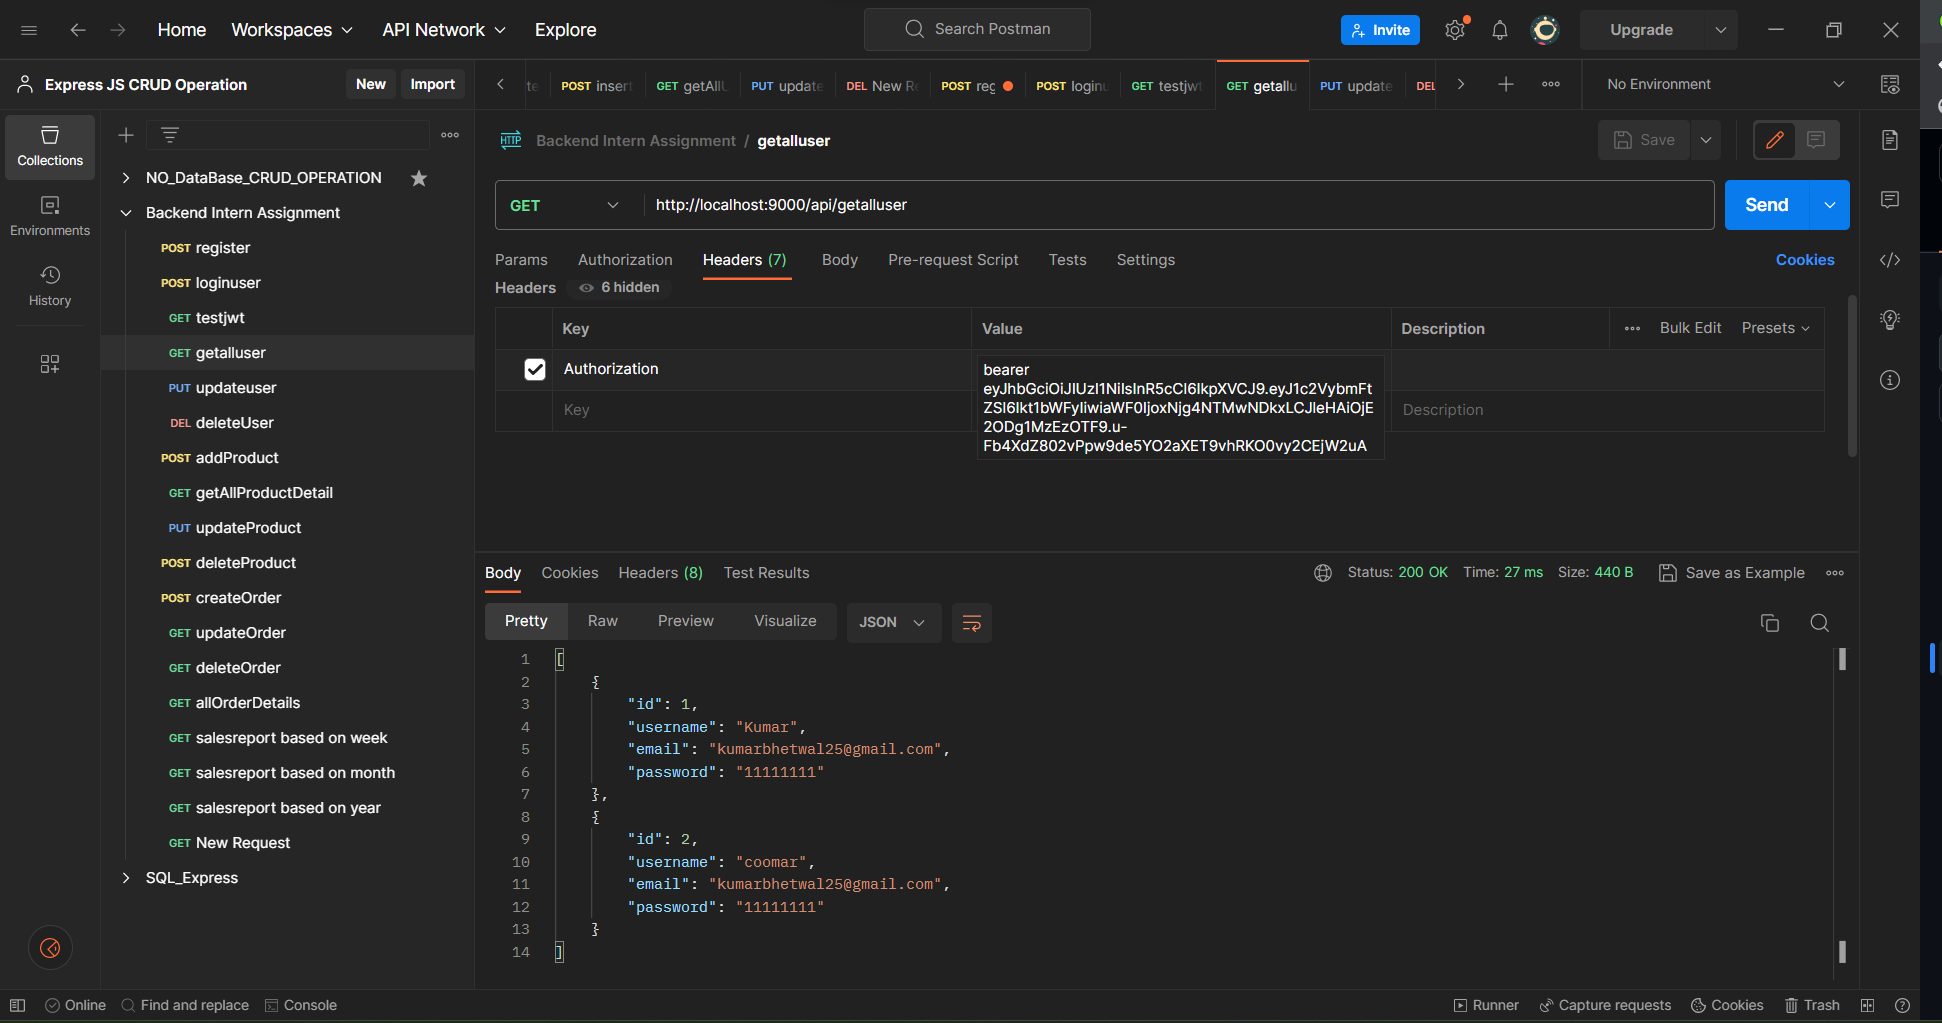 Home Workspaces API Network Explore
Search Postman
Invite
Upgrade
Express JS CRUD Operation
New Import
POST insert GET getAllU PUT update DEL New Re POST reg POST loginu GET testjwt GET getallu PUT update DEL
No Environment
Collections
Environments
History
NO_DataBase_CRUD_OPERATION
Backend Intern Assignment
POST register
POST loginuser
GET testjwt
GET getalluser
PUT updateuser
DEL deleteUser
POST addProduct
GET getAllProductDetail
PUT updateProduct
POST deleteProduct
POST createOrder
GET updateOrder
GET deleteOrder
GET allOrderDetails
GET salesreport based on week
GET salesreport based on month
GET salesreport based on year
GET New Request
SQL_Express
HTTP Backend Intern Assignment / getalluser
Save
GET http://localhost:9000/api/getalluser
Send
Params Authorization Headers (7) Body Pre-request Script Tests Settings
Cookies
Headers 6 hidden
Key Value Description
Bulk Edit Presets
Authorization
bearer
Key
Description
Body Cookies Headers (8) Test Results
Status: 200 OK Time: 27 ms Size: 440 B Save as Example
Pretty Raw Preview Visualize JSON
1 [
2 {
3 "id": 1,
4 "username": "Kumar",
5 "email": "kumarbhetwal25@gmail.com",
6 "password": "11111111"
7 },
8 {
9 "id": 2,
10 "username": "coomar",
11 "email": "kumarbhetwal25@gmail.com",
12 "password": "11111111"
13 }
14 ]
Online Find and replace Console
Runner Capture requests Cookies Trash